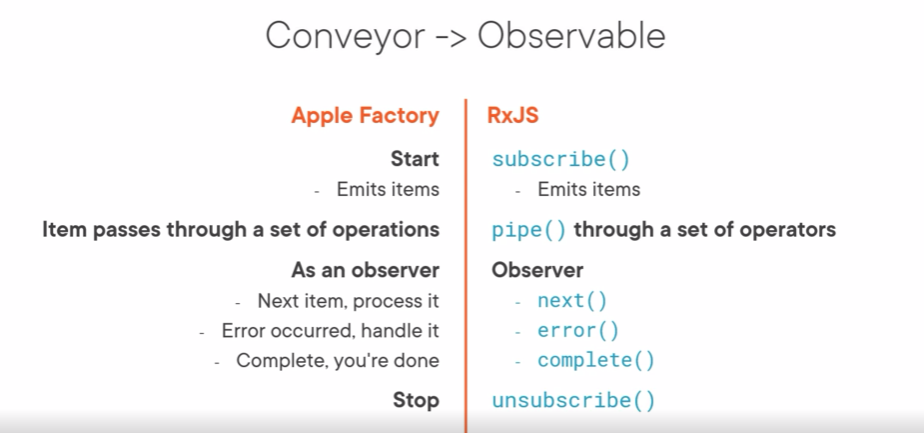 Conveyor -> Observable
Apple Factory
RxJS
Start
subscribe()
- Emits items
- Emits items
Item passes through a set of operations
pipe() through a set of operators
As an observer
Observer
- Next item, process it
- next()
- Error occurred, handle it
- error()
- Complete, you're done
- complete()
Stop
unsubscribe()